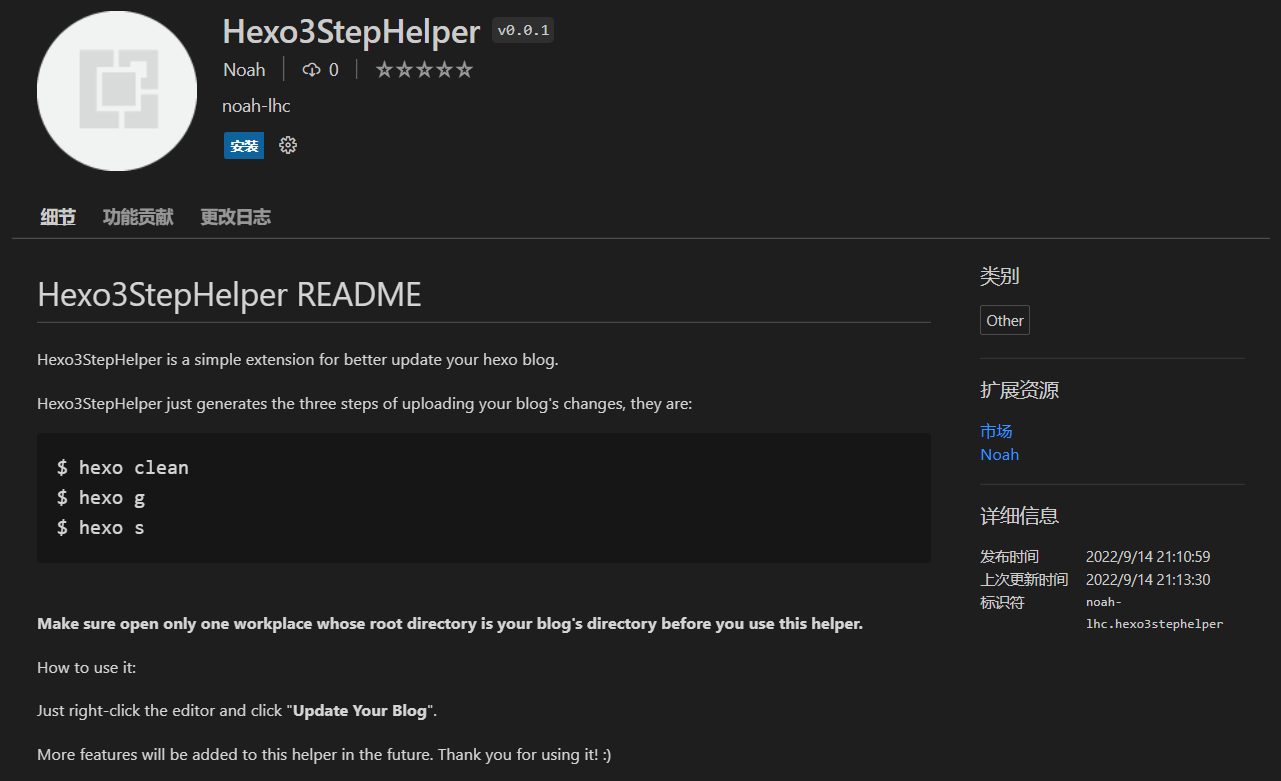 Hexo3StepHelper v0.0.1
Noah 0
noah-lhc
安装
细节 功能贡献 更改日志
Hexo3StepHelper README
Hexo3StepHelper is a simple extension for better update your hexo blog.
Hexo3StepHelper just generates the three steps of uploading your blog's changes, they are:
$ hexo clean
$ hexo g
$ hexo s
Make sure open only one workplace whose root directory is your blog's directory before you use this helper.
How to use it:
Just right-click the editor and click "Update Your Blog".
More features will be added to this helper in the future. Thank you for using it! :)
类别
Other
扩展资源
市场
Noah
详细信息
发布时间 2022/9/14 21:10:59
上次更新时间 2022/9/14 21:13:30
标识符 noah-
lhc.hexo3stephelper